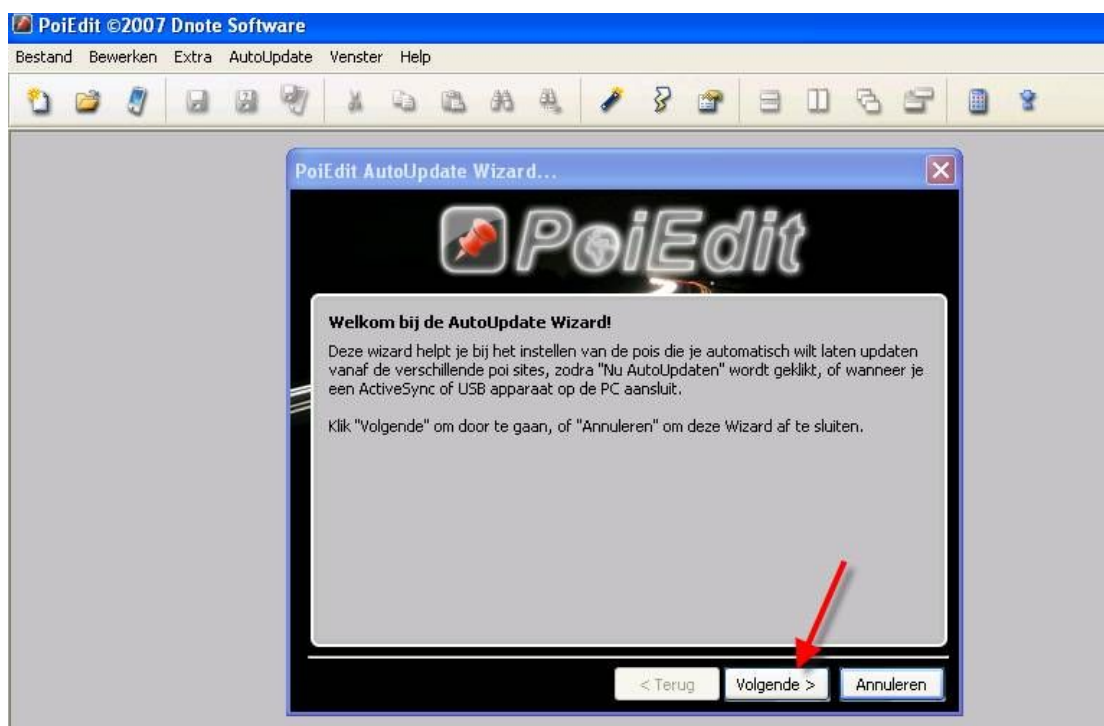 PoiEdit ©2007 Dnote Software
Bestand Bewerken Extra AutoUpdate Venster Help
PoiEdit AutoUpdate Wizard...
PoiEdit
Welkom bij de AutoUpdate Wizard!
Deze wizard helpt je bij het instellen van de pois die je automatisch wilt laten updaten
vanaf de verschillende poi sites, zodra "Nu AutoUpdaten" wordt geklikt, of wanneer je
een ActiveSync of USB apparaat op de PC aansluit.
Klik "Volgende" om door te gaan, of "Annuleren" om deze Wizard af te sluiten.
< Terug Volgende > Annuleren